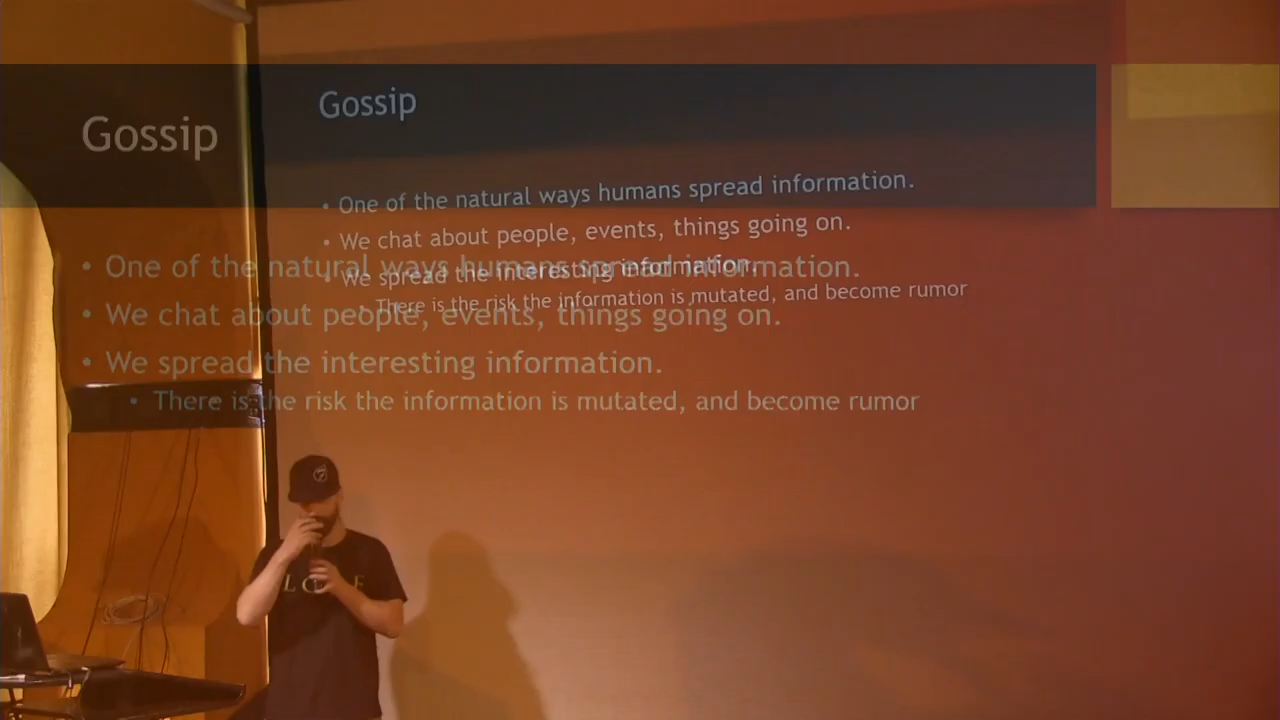 Gossip
• One of the natural ways humans spread information.
• We chat about people, events, things going on.
• We spread the interesting information.
• There is the risk the information is mutated, and become rumor
Gossip
• One of the natural ways humans spread information.
• We chat about people, events, things going on.
• We spread the interesting information.
• There is the risk the information is mutated, and become rumor